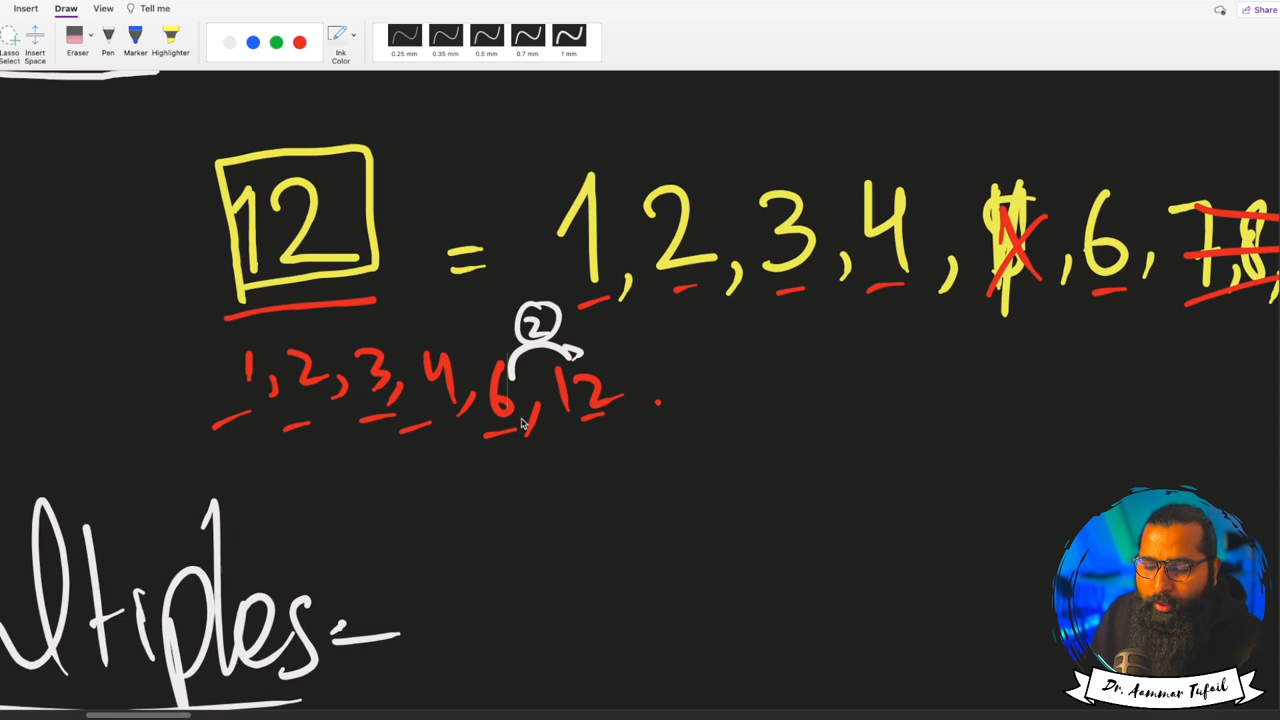 Insert Draw View Tell me Share
Lasso Select Insert Space Eraser Pen Marker Highlighter Ink Color 0.25 mm 0.35 mm 0.5 mm 0.7 mm 1 mm
12 = 1, 2, 3, 4, , 6, 7, 8,
2
1, 2, 3, 4, 6, 12 .
ltiples-
Dr. Aammar Tufail